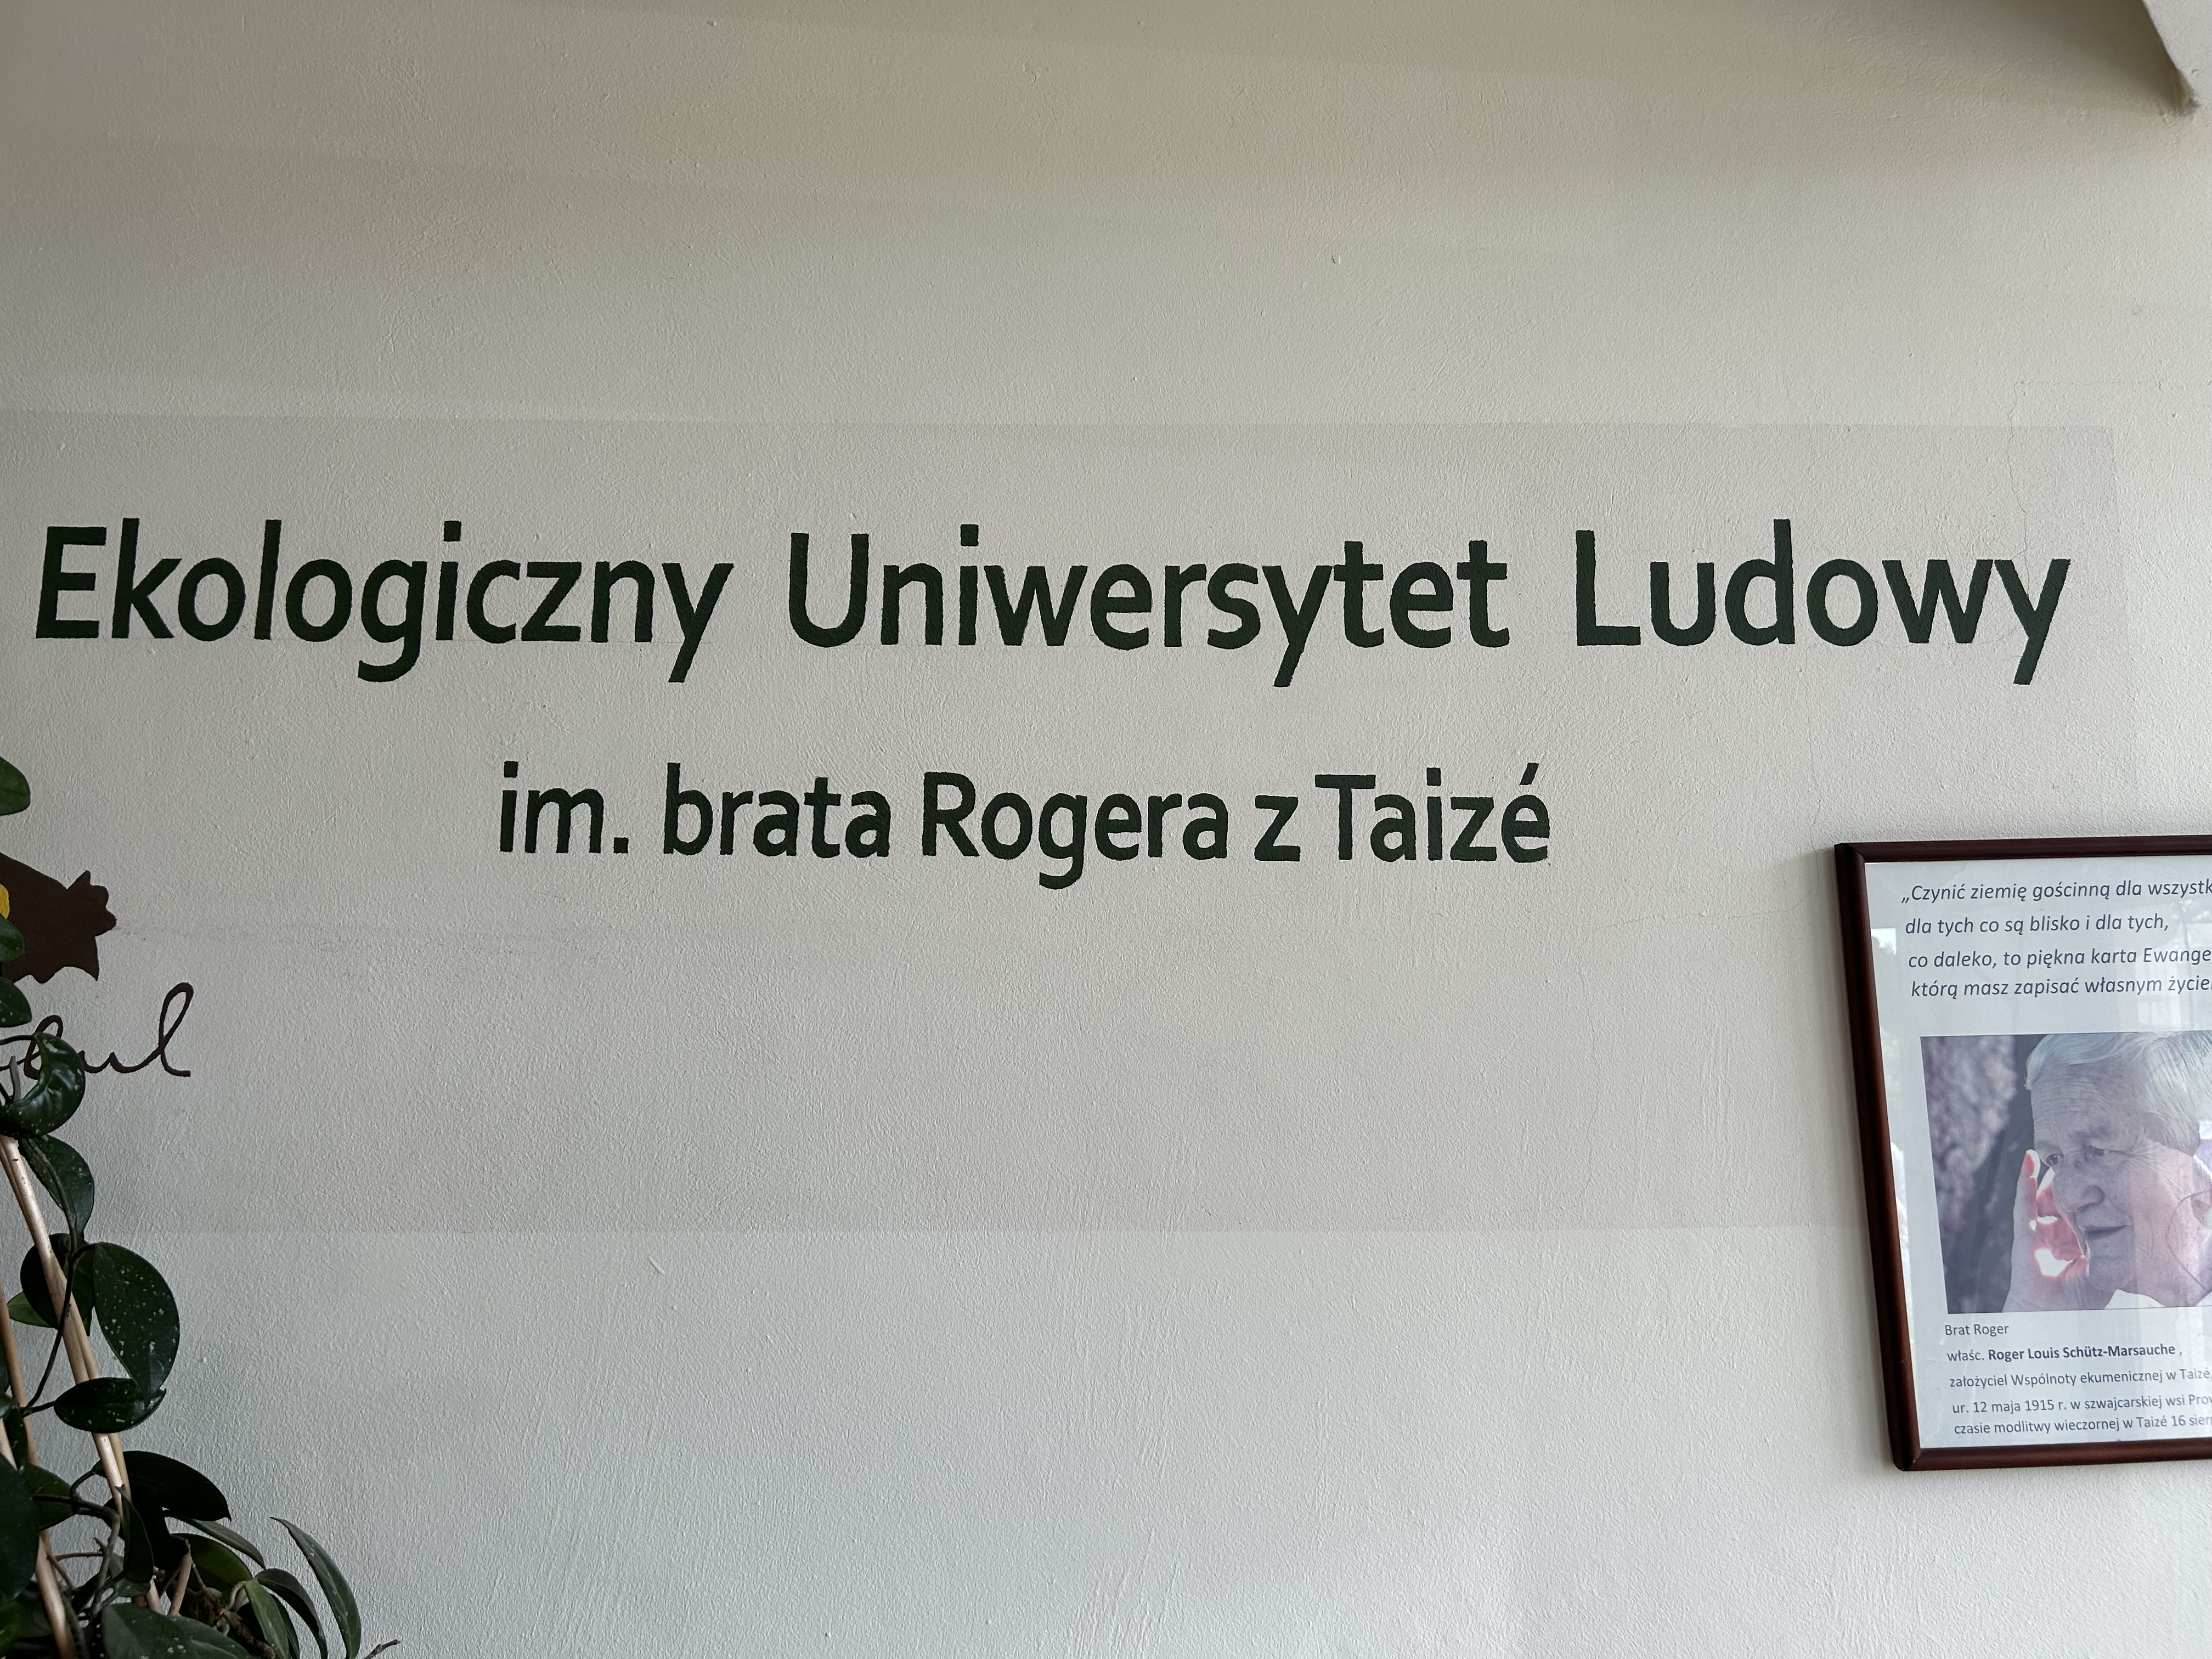 Ekologiczny Uniwersytet Ludowy
im. brata Rogera z Taizé
eul
„Czynić ziemię gościnną dla
dla tych co są blisko i dla tych,
co daleko, to piękna karta
którą masz zapisać własnym
Brat Roger
właśc. Roger Louis Schütz-Marsauche ,
założyciel Wspólnoty ekumenicznej w Taizé
ur. 12 maja 1915 r. w szwajcarskiej wsi
czasie modlitwy wieczornej w Taizé 16